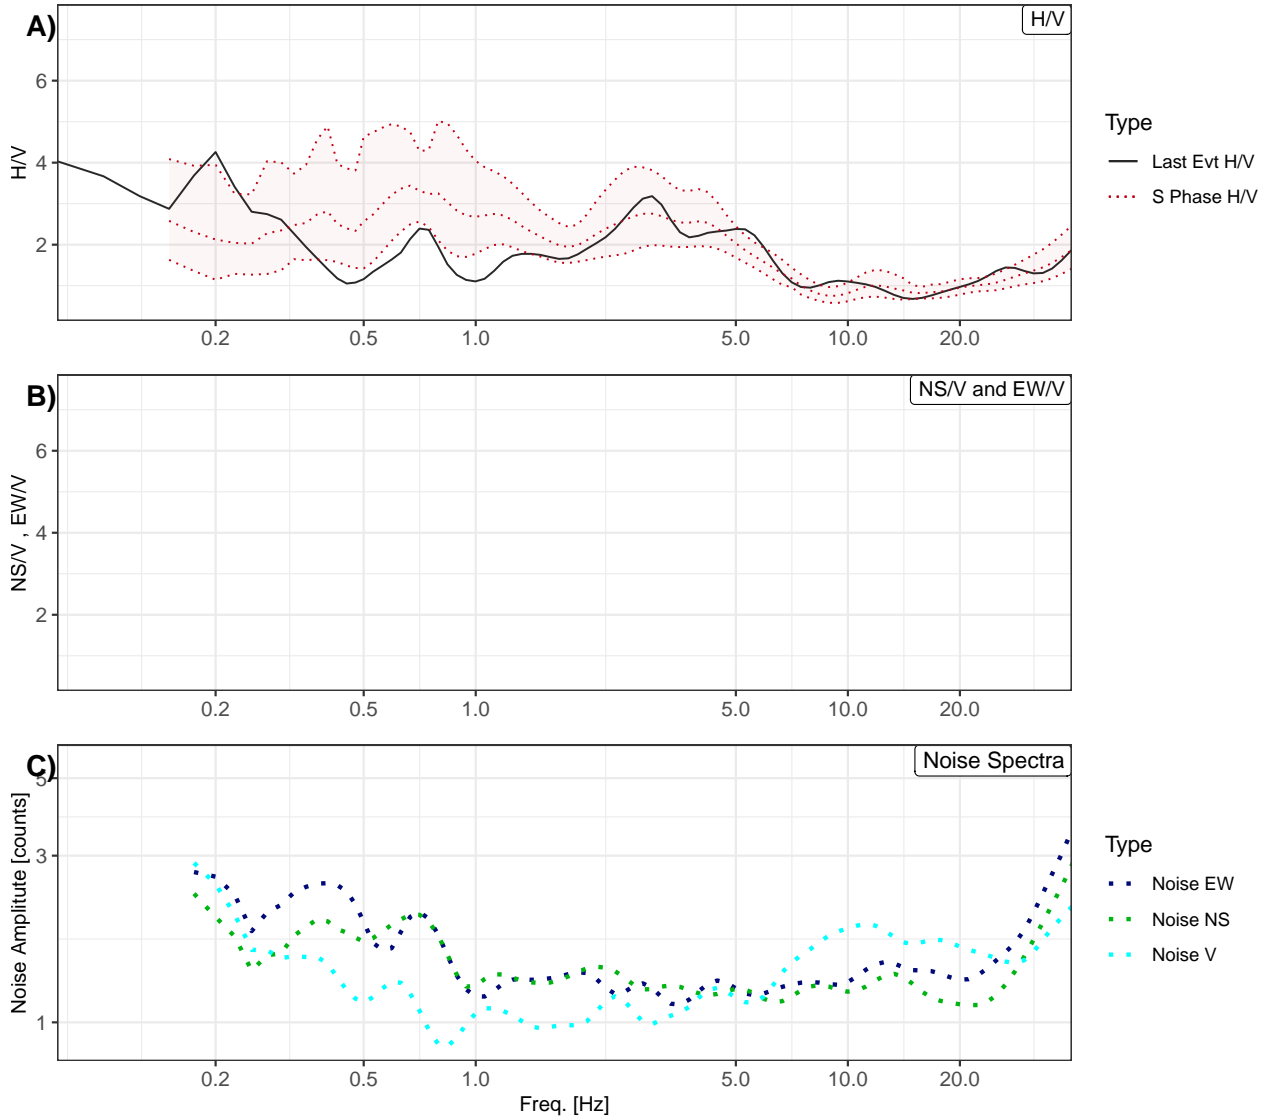 A)
H/V
H/V
6
4
2
0.2 0.5 1.0 5.0 10.0 20.0
Type
Last Evt H/V
S Phase H/V
B)
NS/V and EW/V
NS/V , EW/V
6
4
2
0.2 0.5 1.0 5.0 10.0 20.0
C)
Noise Spectra
Noise Amplitude [counts]
5
3
1
0.2 0.5 1.0 5.0 10.0 20.0
Freq. [Hz]
Type
Noise EW
Noise NS
Noise V